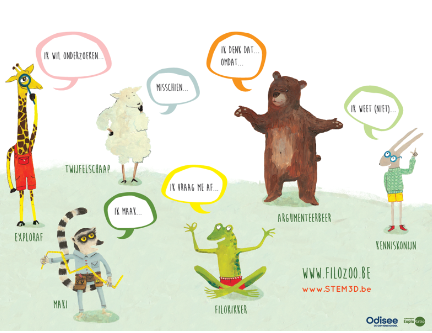 IK WIL ONDERZOEKEN...
MISSCHIEN...
IK DENK DAT...
OMDAT...
IK WEET (NIET)...
TWIJFELSCHAAP
IK VRAAG ME AF...
IK MAAK...
ARGUMENTEERBEER
EXPLORAF
KENNISKONIJN
MAKI
FILOKIKKER
WWW.FILOZOO.BE
WWW.STEM3D.be
Odisee